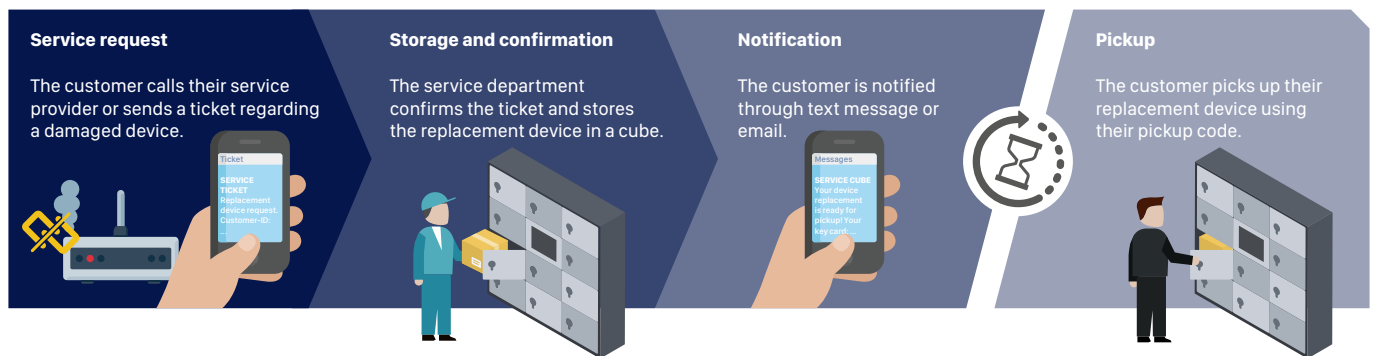 Service request
The customer calls their service
provider or sends a ticket regarding
a damaged device.
Ticket
SERVICE
TICKET
Replacement
device request.
Customer-ID:
...
Storage and confirmation
The service department
confirms the ticket and stores
the replacement device in a cube.
Notification
The customer is notified
through text message or
email.
Messages
SERVICE CUBE
Your device
replacement
is ready for
pickup! Your
key card: ...
Pickup
The customer picks up their
replacement device using
their pickup code.